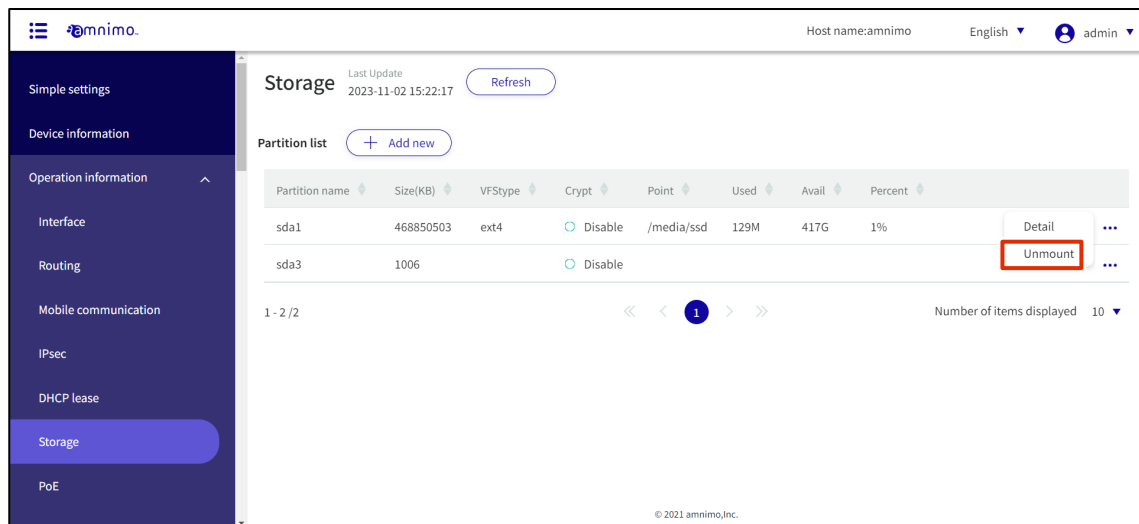 amnimo
Host name:amnimo
English
admin
Simple settings
Device information
Operation information
Interface
Routing
Mobile communication
IPsec
DHCP lease
Storage
PoE
Storage
Last Update
2023-11-02 15:22:17
Refresh
Partition list
+ Add new
Partition name Size(KB) VFStype Crypt Point Used Avail Percent
sda1 468850503 ext4 Disable /media/ssd 129M 417G 1%
Detail
Unmount
sda3 1006 Disable
1 - 2 /2
1
Number of items displayed 10
© 2021 amnimo,Inc.